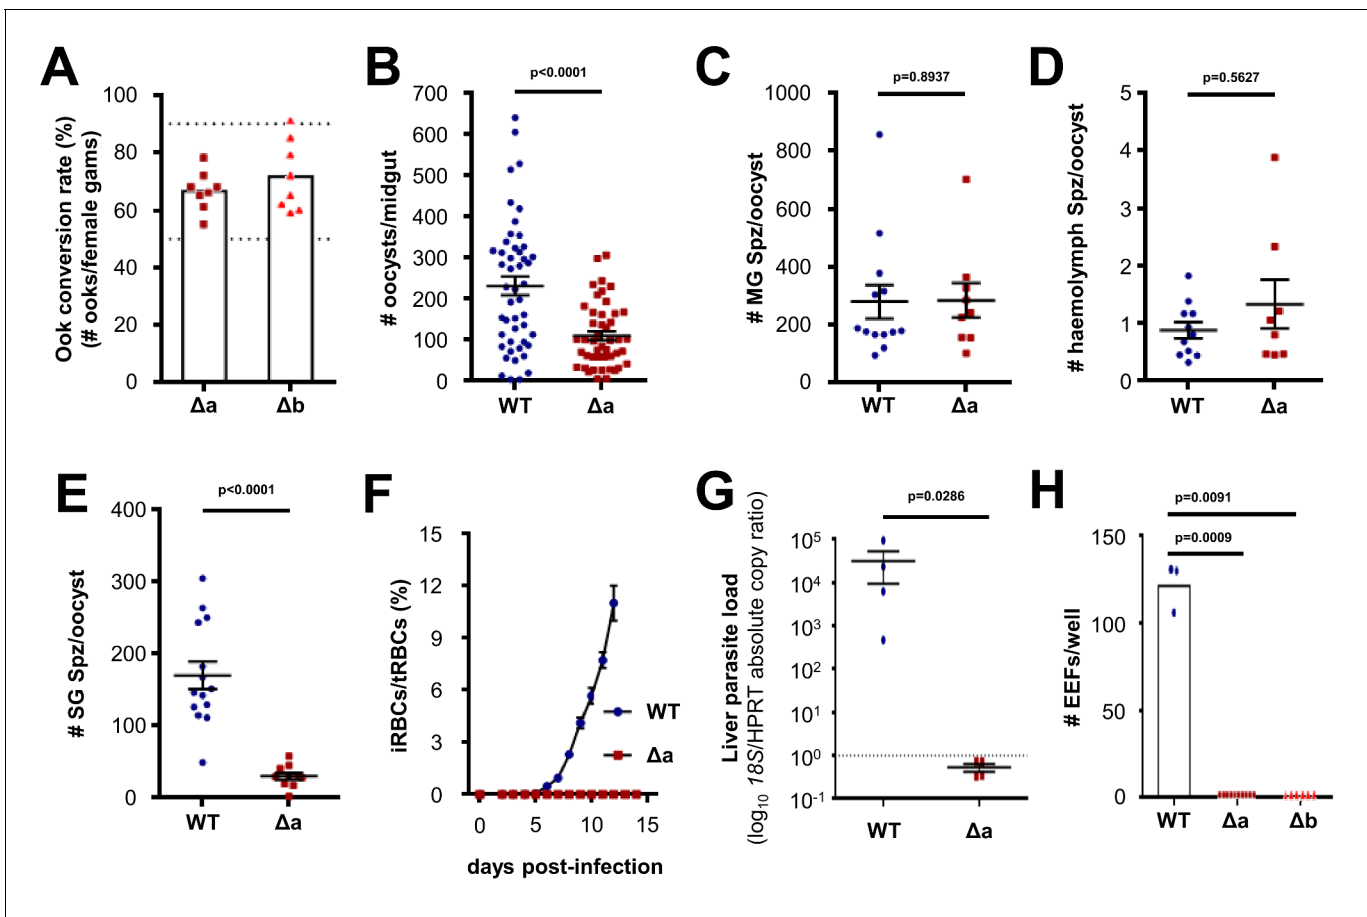 A
Ook conversion rate (%)
(# ooks/female gams)
100
80
60
40
20
0
Δa
Δb
B
p<0.0001
# oocysts/midgut
700
600
500
400
300
200
100
0
WT
Δa
C
p=0.8937
# MG Spz/oocyst
1000
800
600
400
200
0
WT
Δa
D
p=0.5627
# haemolymph Spz/oocyst
5
4
3
2
1
0
WT
Δa
E
p<0.0001
# SG Spz/oocyst
400
300
200
100
0
WT
Δa
F
iRBCs/tRBCs (%)
15
12
9
6
3
0
0
5
10
15
WT
Δa
days post-infection
G
p=0.0286
Liver parasite load
(log₁₀ 18S/HPRT absolute copy ratio)
10⁵
10⁴
10³
10²
10¹
10⁰
10⁻¹
WT
Δa
H
p=0.0091
p=0.0009
# EEFs/well
150
100
50
0
WT
Δa
Δb